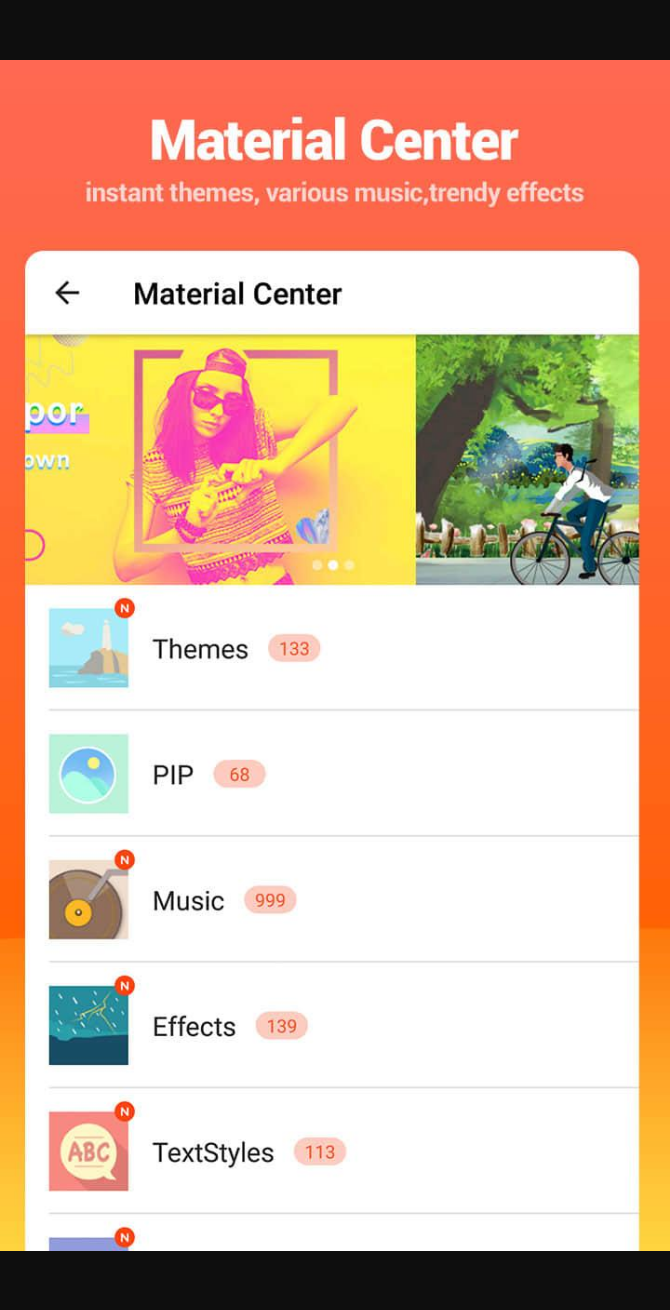 Material Center
instant themes, various music,trendy effects
Material Center
por
own
N
Themes 133
PIP 68
N
Music 999
N
Effects 139
N
ABC
TextStyles 113
N